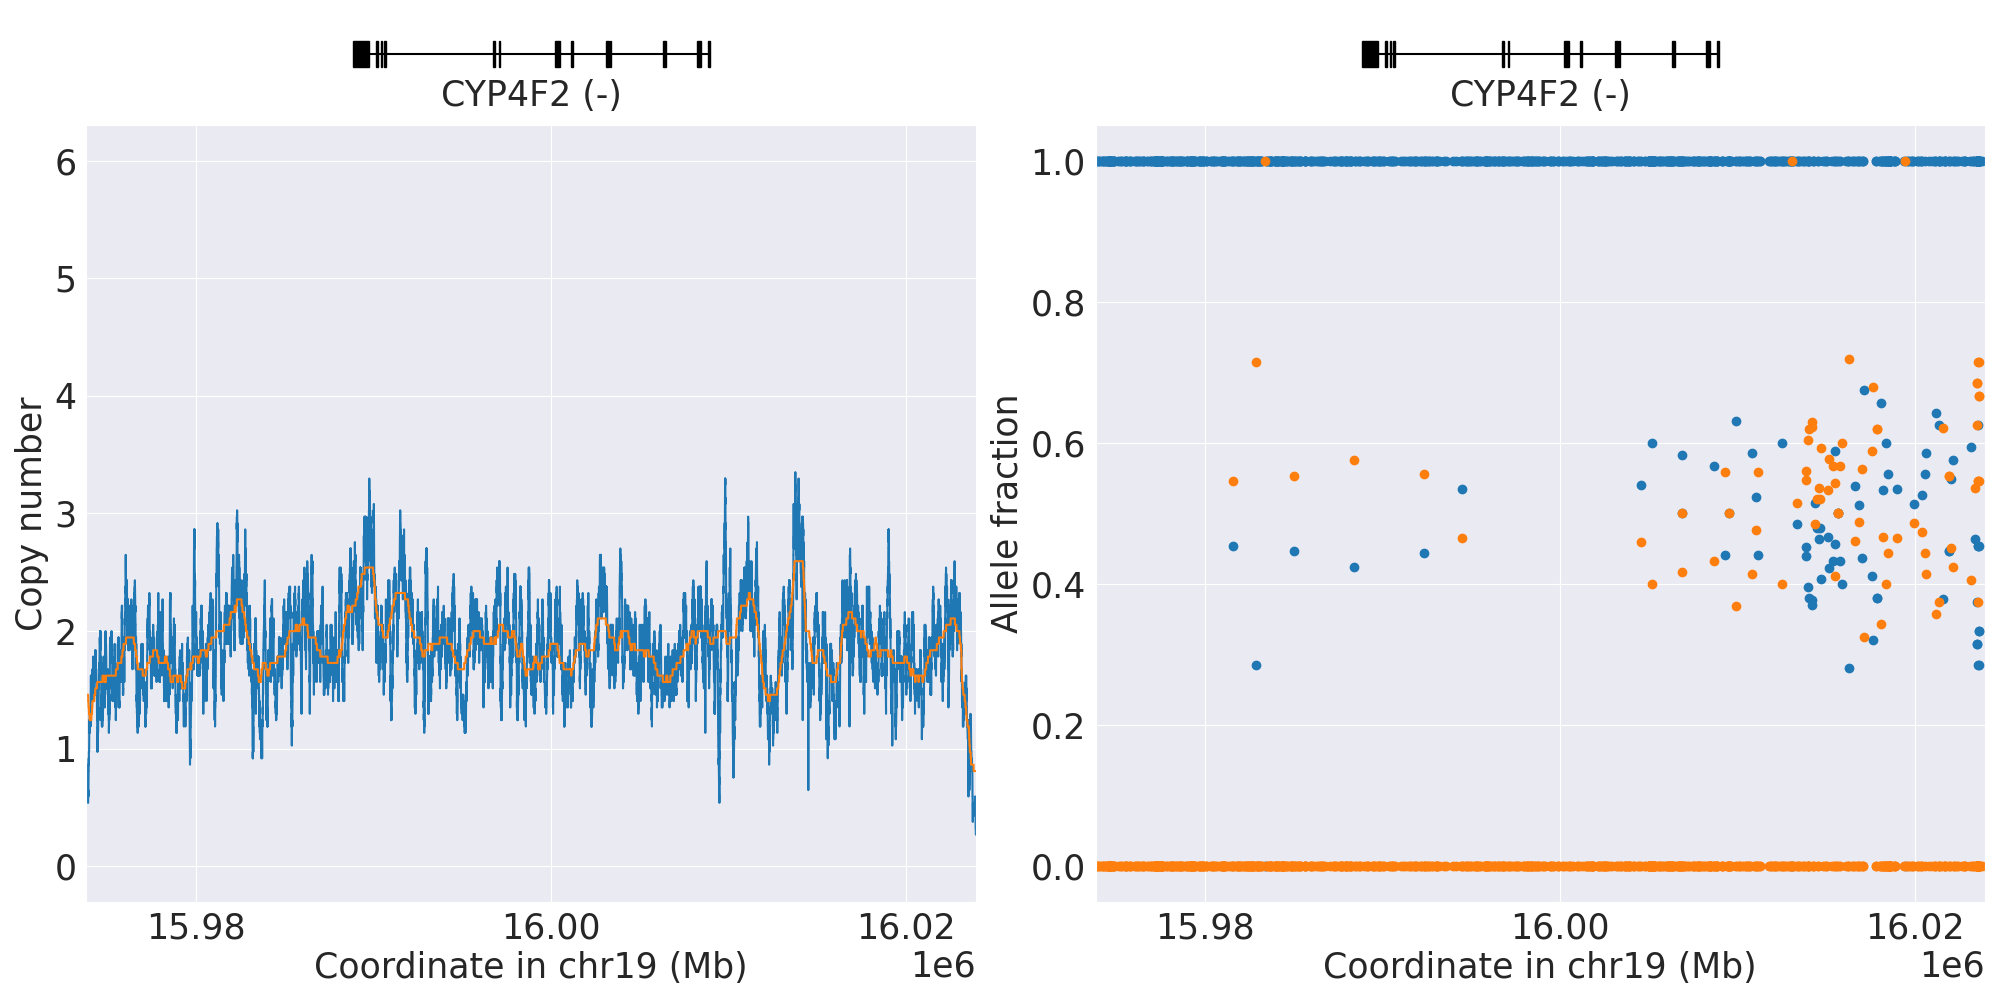 CYP4F2 (-)
6
5
4
3
2
1
0
Copy number
15.98
16.00
16.02
Coordinate in chr19 (Mb)
1e6
CYP4F2 (-)
1.0
0.8
0.6
0.4
0.2
0.0
Allele fraction
15.98
16.00
16.02
Coordinate in chr19 (Mb)
1e6